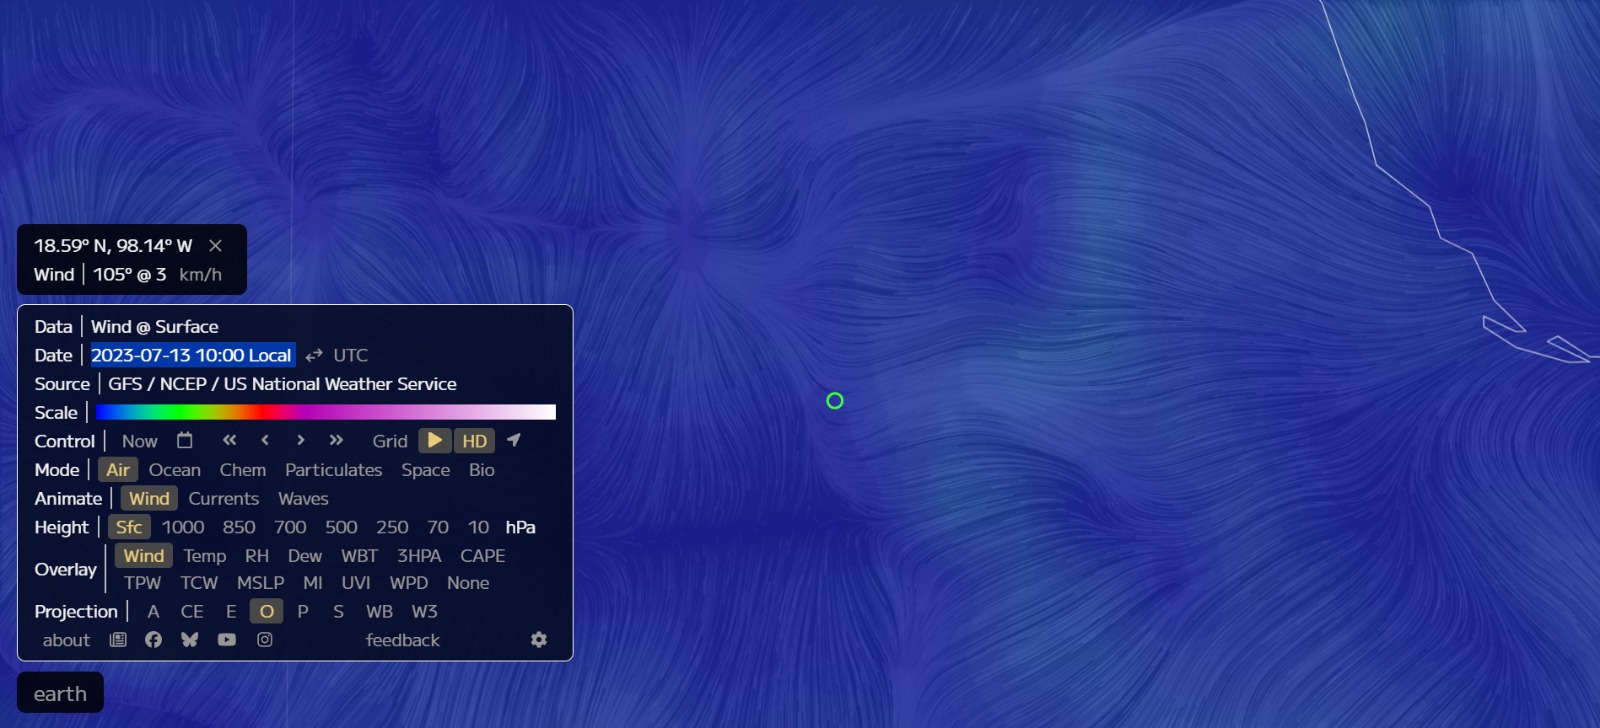 18.59° N, 98.14° W ×
Wind | 105° @ 3 km/h
Data | Wind @ Surface
Date | 2023-07-13 10:00 Local ⇄ UTC
Source | GFS / NCEP / US National Weather Service
Scale |
Control | Now « ‹ › » Grid HD
Mode | Air Ocean Chem Particulates Space Bio
Animate | Wind Currents Waves
Height | Sfc 1000 850 700 500 250 70 10 hPa
Overlay | Wind Temp RH Dew WBT 3HPA CAPE
TPW TCW MSLP MI UVI WPD None
Projection | A CE E O P S WB W3
about feedback
earth